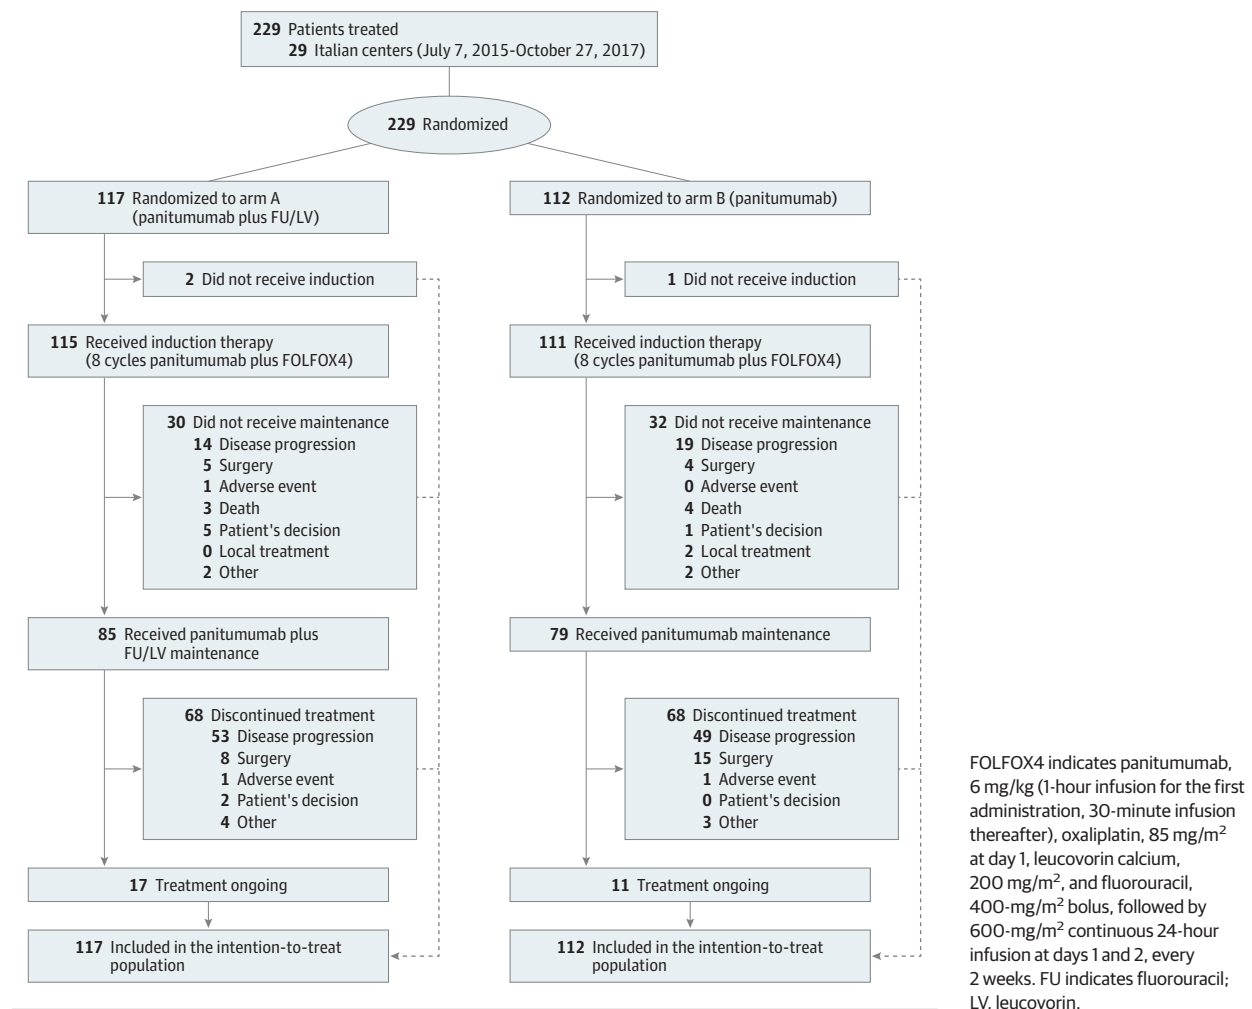 229 Patients treated
29 Italian centers (July 7, 2015-October 27, 2017)
229 Randomized
117 Randomized to arm A
(panitumumab plus FU/LV)
2 Did not receive induction
115 Received induction therapy
(8 cycles panitumumab plus FOLFOX4)
30 Did not receive maintenance
14 Disease progression
5 Surgery
1 Adverse event
3 Death
5 Patient's decision
0 Local treatment
2 Other
85 Received panitumumab plus
FU/LV maintenance
68 Discontinued treatment
53 Disease progression
8 Surgery
1 Adverse event
2 Patient's decision
4 Other
17 Treatment ongoing
117 Included in the intention-to-treat
population
112 Randomized to arm B (panitumumab)
1 Did not receive induction
111 Received induction therapy
(8 cycles panitumumab plus FOLFOX4)
32 Did not receive maintenance
19 Disease progression
4 Surgery
0 Adverse event
4 Death
1 Patient's decision
2 Local treatment
2 Other
79 Received panitumumab maintenance
68 Discontinued treatment
49 Disease progression
15 Surgery
1 Adverse event
0 Patient's decision
3 Other
11 Treatment ongoing
112 Included in the intention-to-treat
population
FOLFOX4 indicates panitumumab,
6 mg/kg (1-hour infusion for the first
administration, 30-minute infusion
thereafter), oxaliplatin, 85 mg/m²
at day 1, leucovorin calcium,
200 mg/m², and fluorouracil,
400-mg/m² bolus, followed by
600-mg/m² continuous 24-hour
infusion at days 1 and 2, every
2 weeks. FU indicates fluorouracil;
LV, leucovorin.